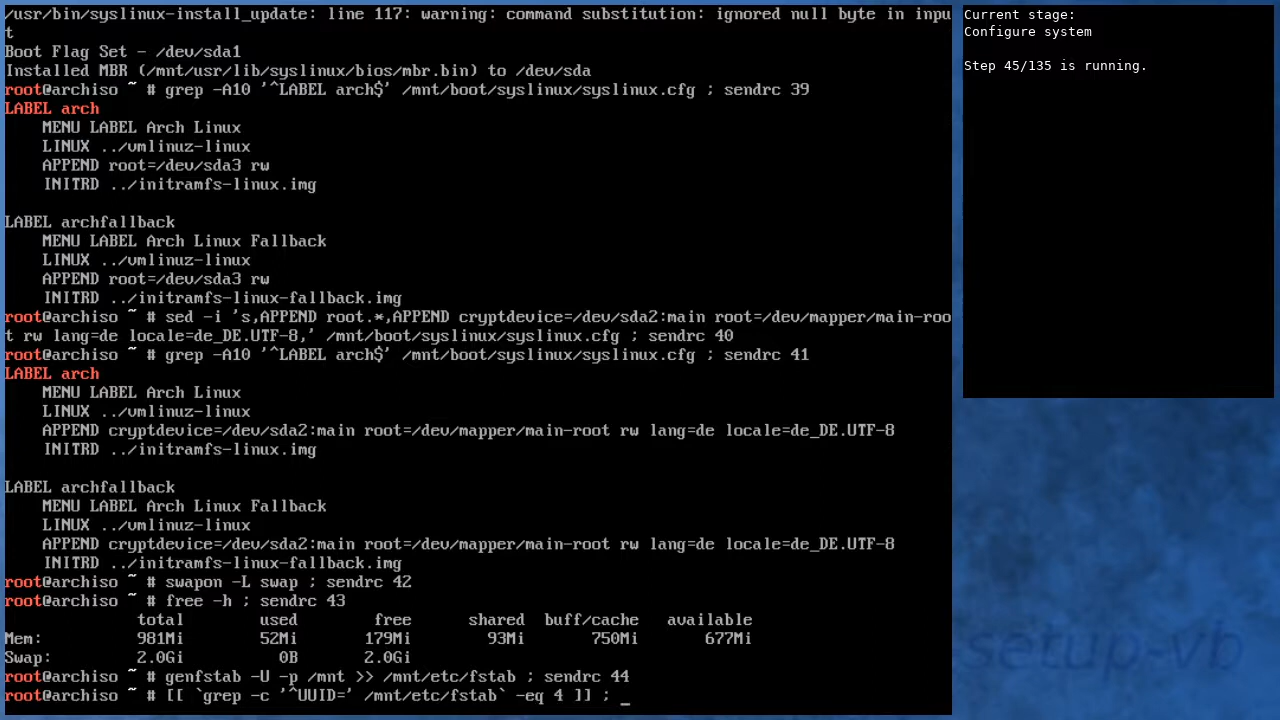 /usr/bin/syslinux-install_update: line 117: warning: command substitution: ignored null byte in inpu
t
Boot Flag Set - /dev/sda1
Installed MBR (/mnt/usr/lib/syslinux/bios/mbr.bin) to /dev/sda
root@archiso ~ # grep -A10 '^LABEL arch$' /mnt/boot/syslinux/syslinux.cfg ; sendrc 39
LABEL arch
    MENU LABEL Arch Linux
    LINUX ../vmlinuz-linux
    APPEND root=/dev/sda3 rw
    INITRD ../initramfs-linux.img

LABEL archfallback
    MENU LABEL Arch Linux Fallback
    LINUX ../vmlinuz-linux
    APPEND root=/dev/sda3 rw
    INITRD ../initramfs-linux-fallback.img
root@archiso ~ # sed -i 's,APPEND root.*,APPEND cryptdevice=/dev/sda2:main root=/dev/mapper/main-roo
t rw lang=de locale=de_DE.UTF-8,' /mnt/boot/syslinux/syslinux.cfg ; sendrc 40
root@archiso ~ # grep -A10 '^LABEL arch$' /mnt/boot/syslinux/syslinux.cfg ; sendrc 41
LABEL arch
    MENU LABEL Arch Linux
    LINUX ../vmlinuz-linux
    APPEND cryptdevice=/dev/sda2:main root=/dev/mapper/main-root rw lang=de locale=de_DE.UTF-8
    INITRD ../initramfs-linux.img

LABEL archfallback
    MENU LABEL Arch Linux Fallback
    LINUX ../vmlinuz-linux
    APPEND cryptdevice=/dev/sda2:main root=/dev/mapper/main-root rw lang=de locale=de_DE.UTF-8
    INITRD ../initramfs-linux-fallback.img
root@archiso ~ # swapon -L swap ; sendrc 42
root@archiso ~ # free -h ; sendrc 43
              total        used        free      shared  buff/cache   available
Mem:          981Mi        52Mi       179Mi        93Mi       750Mi       677Mi
Swap:         2.0Gi          0B       2.0Gi
root@archiso ~ # genfstab -U -p /mnt >> /mnt/etc/fstab ; sendrc 44
root@archiso ~ # [[ `grep -c '^UUID=' /mnt/etc/fstab` -eq 4 ]] ; _
Current stage:
Configure system

Step 45/135 is running.
setup-vb